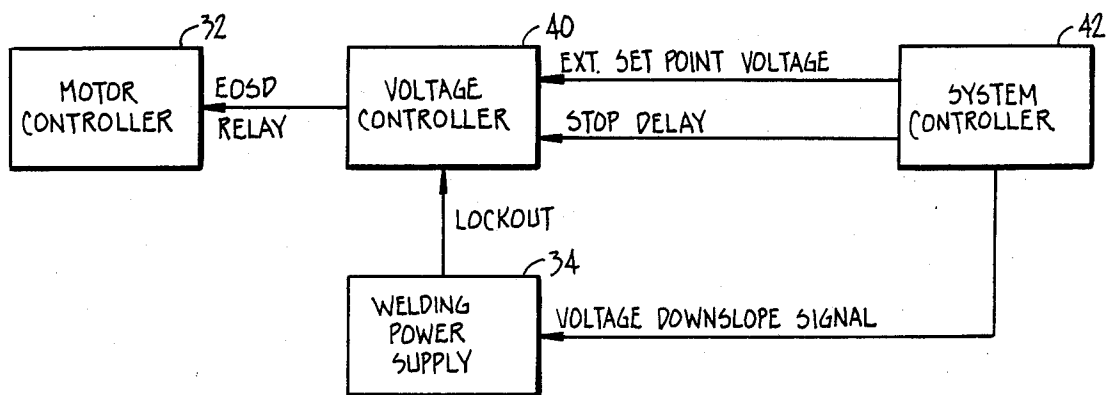 32
MOTOR
CONTROLLER
EOSD
RELAY
40
VOLTAGE
CONTROLLER
EXT. SET POINT VOLTAGE
STOP DELAY
42
SYSTEM
CONTROLLER
LOCKOUT
34
WELDING
POWER
SUPPLY
VOLTAGE DOWNSLOPE SIGNAL